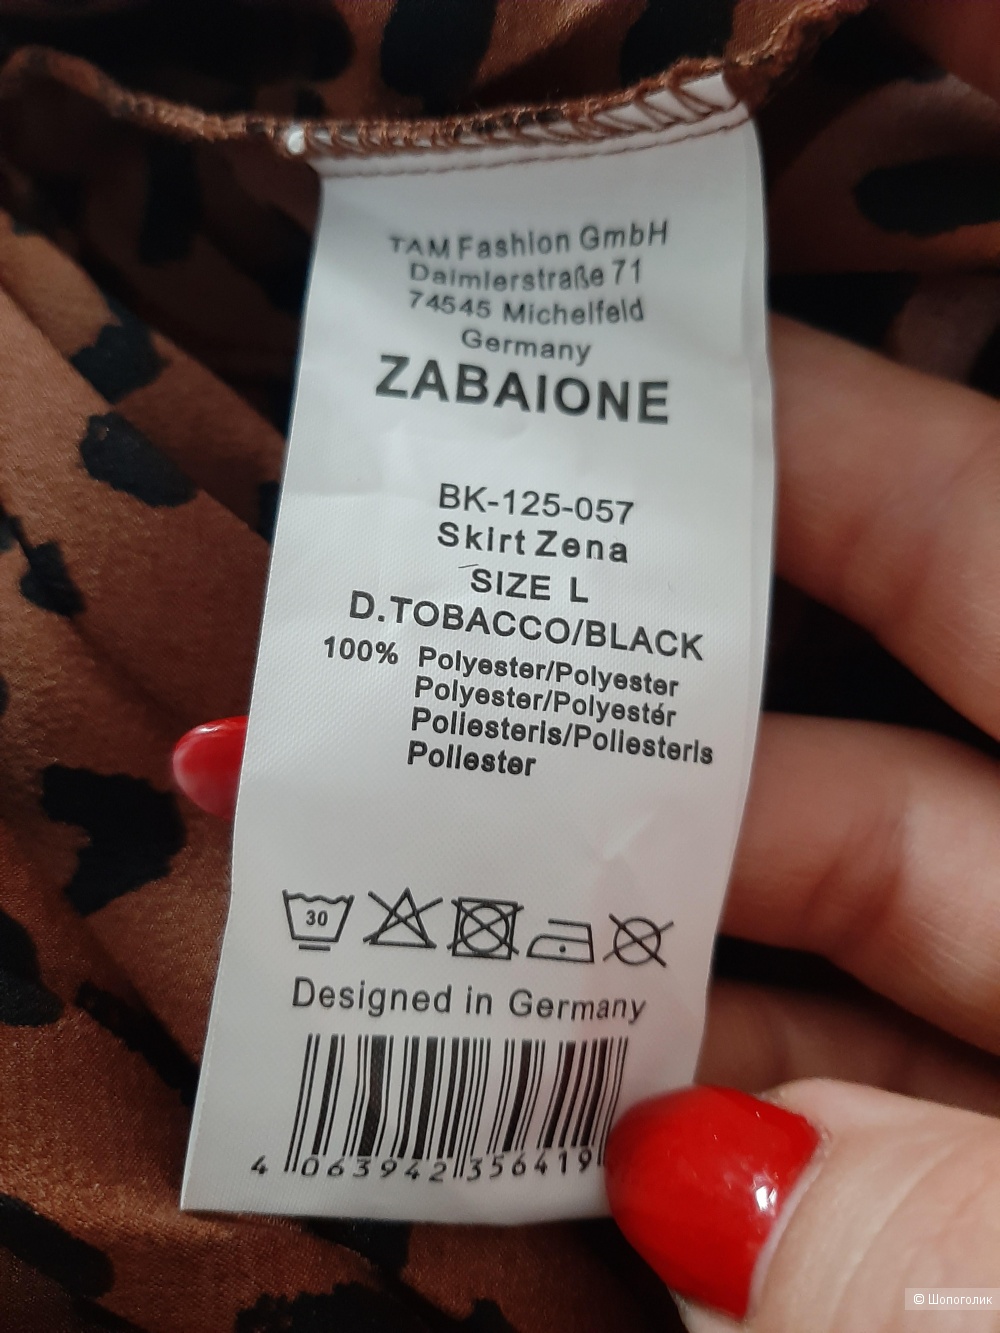 TAM Fashion GmbH
Daimlerstraße 71
74545 Michelfeld
Germany
ZABAIONE
BK-125-057
Skirt Zena
SIZE L
D.TOBACCO/BLACK
100% Polyester/Polyester
Polyester/Polyestér
Poliesteris/Poliesteris
Poliester
30
Designed in Germany
4 063942 356419
© Шопоголик